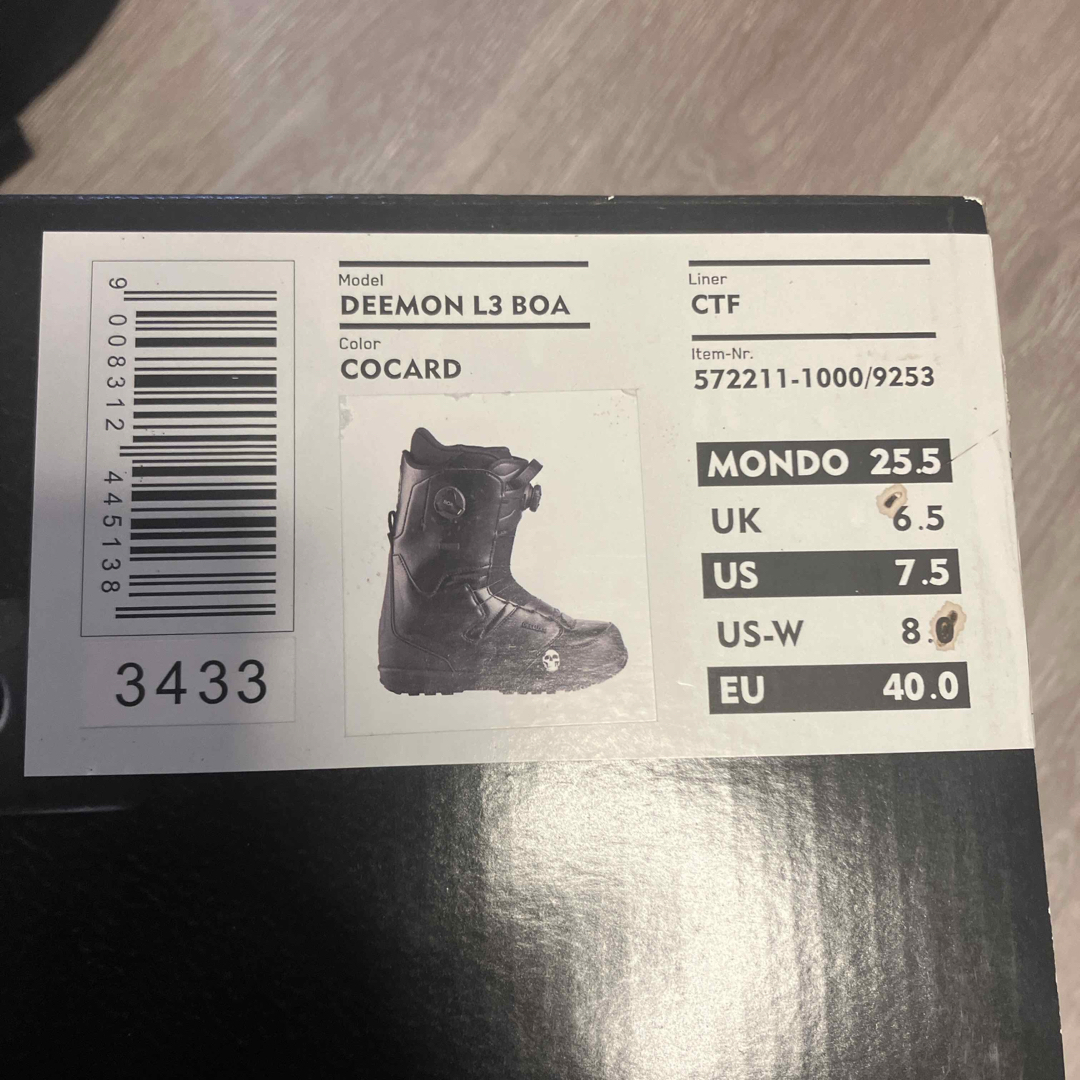 9 008312 445138
3433
Model
DEEMON L3 BOA
Color
COCARD
Liner
CTF
Item-Nr.
572211-1000/9253
MONDO 25.5
UK 6.5
US 7.5
US-W 8.
EU 40.0